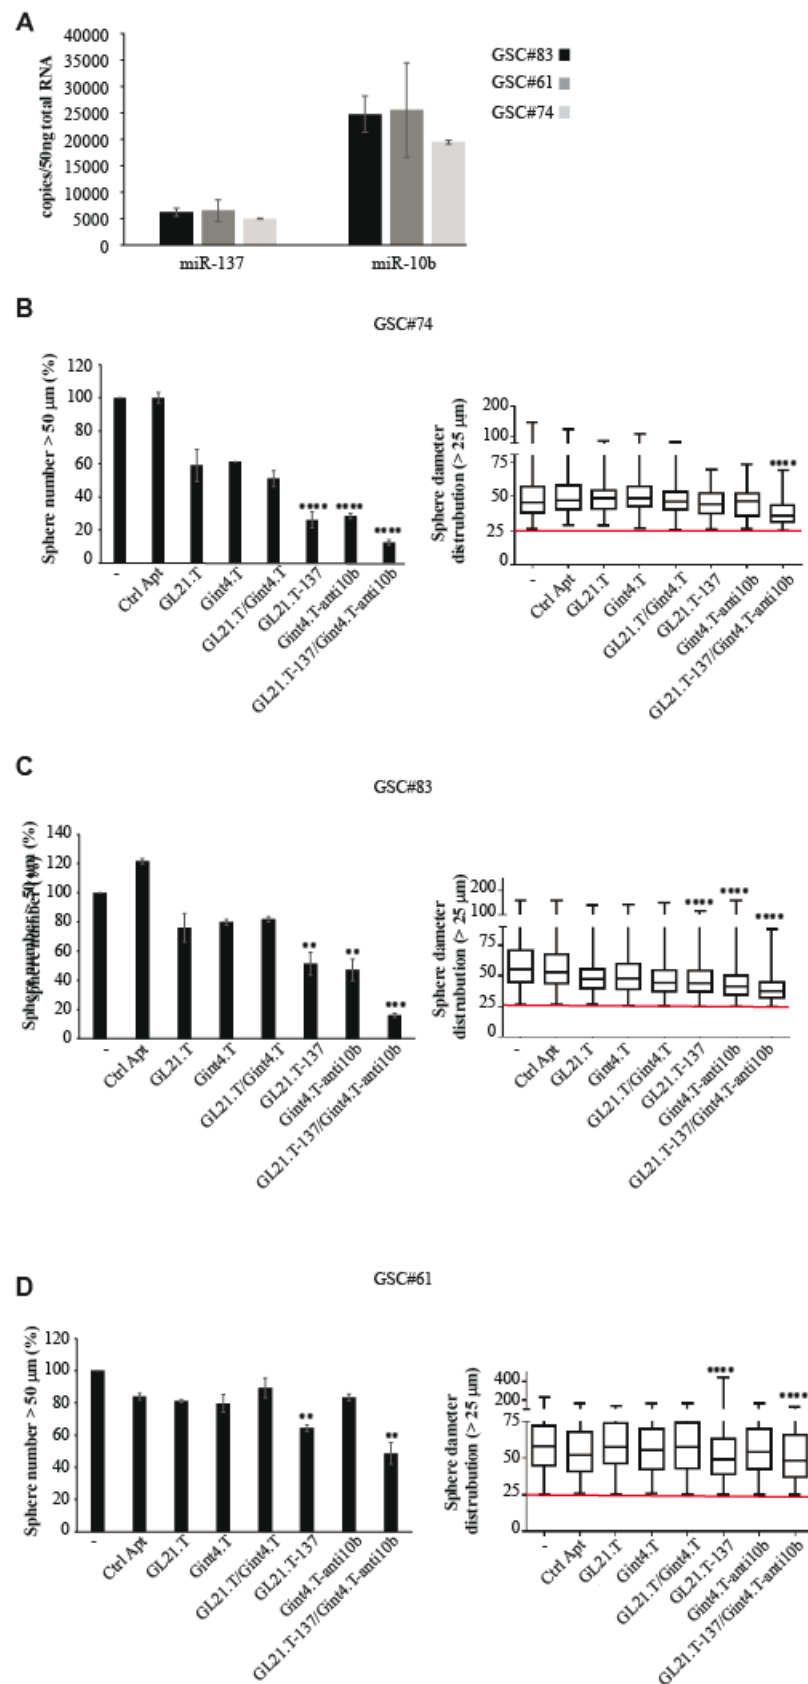 A
40000
35000
30000
25000
20000
15000
10000
5000
0
copies/50ng total RNA
miR-137
miR-10b
GSC#83
GSC#61
GSC#74
B
GSC#74
Sphere number > 50 μm (%)
120
100
80
60
40
20
0
****
****
****
-
Ctrl Apt
GL21.T
Gint4.T
GL21.T/Gint4.T
GL21.T-137
Gint4.T-anti10b
GL21.T-137/Gint4.T-anti10b
Sphere dameter
distrubution (> 25 μm)
200
100
75
50
25
0
****
-
Ctrl Apt
GL21.T
Gint4.T
GL21.T/Gint4.T
GL21.T-137
Gint4.T-anti10b
GL21.T-137/Gint4.T-anti10b
C
GSC#83
Sphere number > 50 μm (%)
sphere number (%)
140
120
100
80
60
40
20
0
**
**
***
-
Ctrl Apt
GL21.T
Gint4.T
GL21.T/Gint4.T
GL21.T-137
Gint4.T-anti10b
GL21.T-137/Gint4.T-anti10b
Sphere dameter
distrubution (> 25 μm)
200
100
75
50
25
0
****
****
****
-
Ctrl Apt
GL21.T
Gint4.T
GL21.T/Gint4.T
GL21.T-137
Gint4.T-anti10b
GL21.T-137/Gint4.T-anti10b
D
GSC#61
Sphere number > 50 μm (%)
120
100
80
60
40
20
0
**
**
-
Ctrl Apt
GL21.T
Gint4.T
GL21.T/Gint4.T
GL21.T-137
Gint4.T-anti10b
GL21.T-137/Gint4.T-anti10b
Sphere dameter
distrubution (> 25 μm)
400
200
75
50
25
0
****
****
-
Ctrl Apt
GL21.T
Gint4.T
GL21.T/Gint4.T
GL21.T-137
Gint4.T-anti10b
GL21.T-137/Gint4.T-anti10b